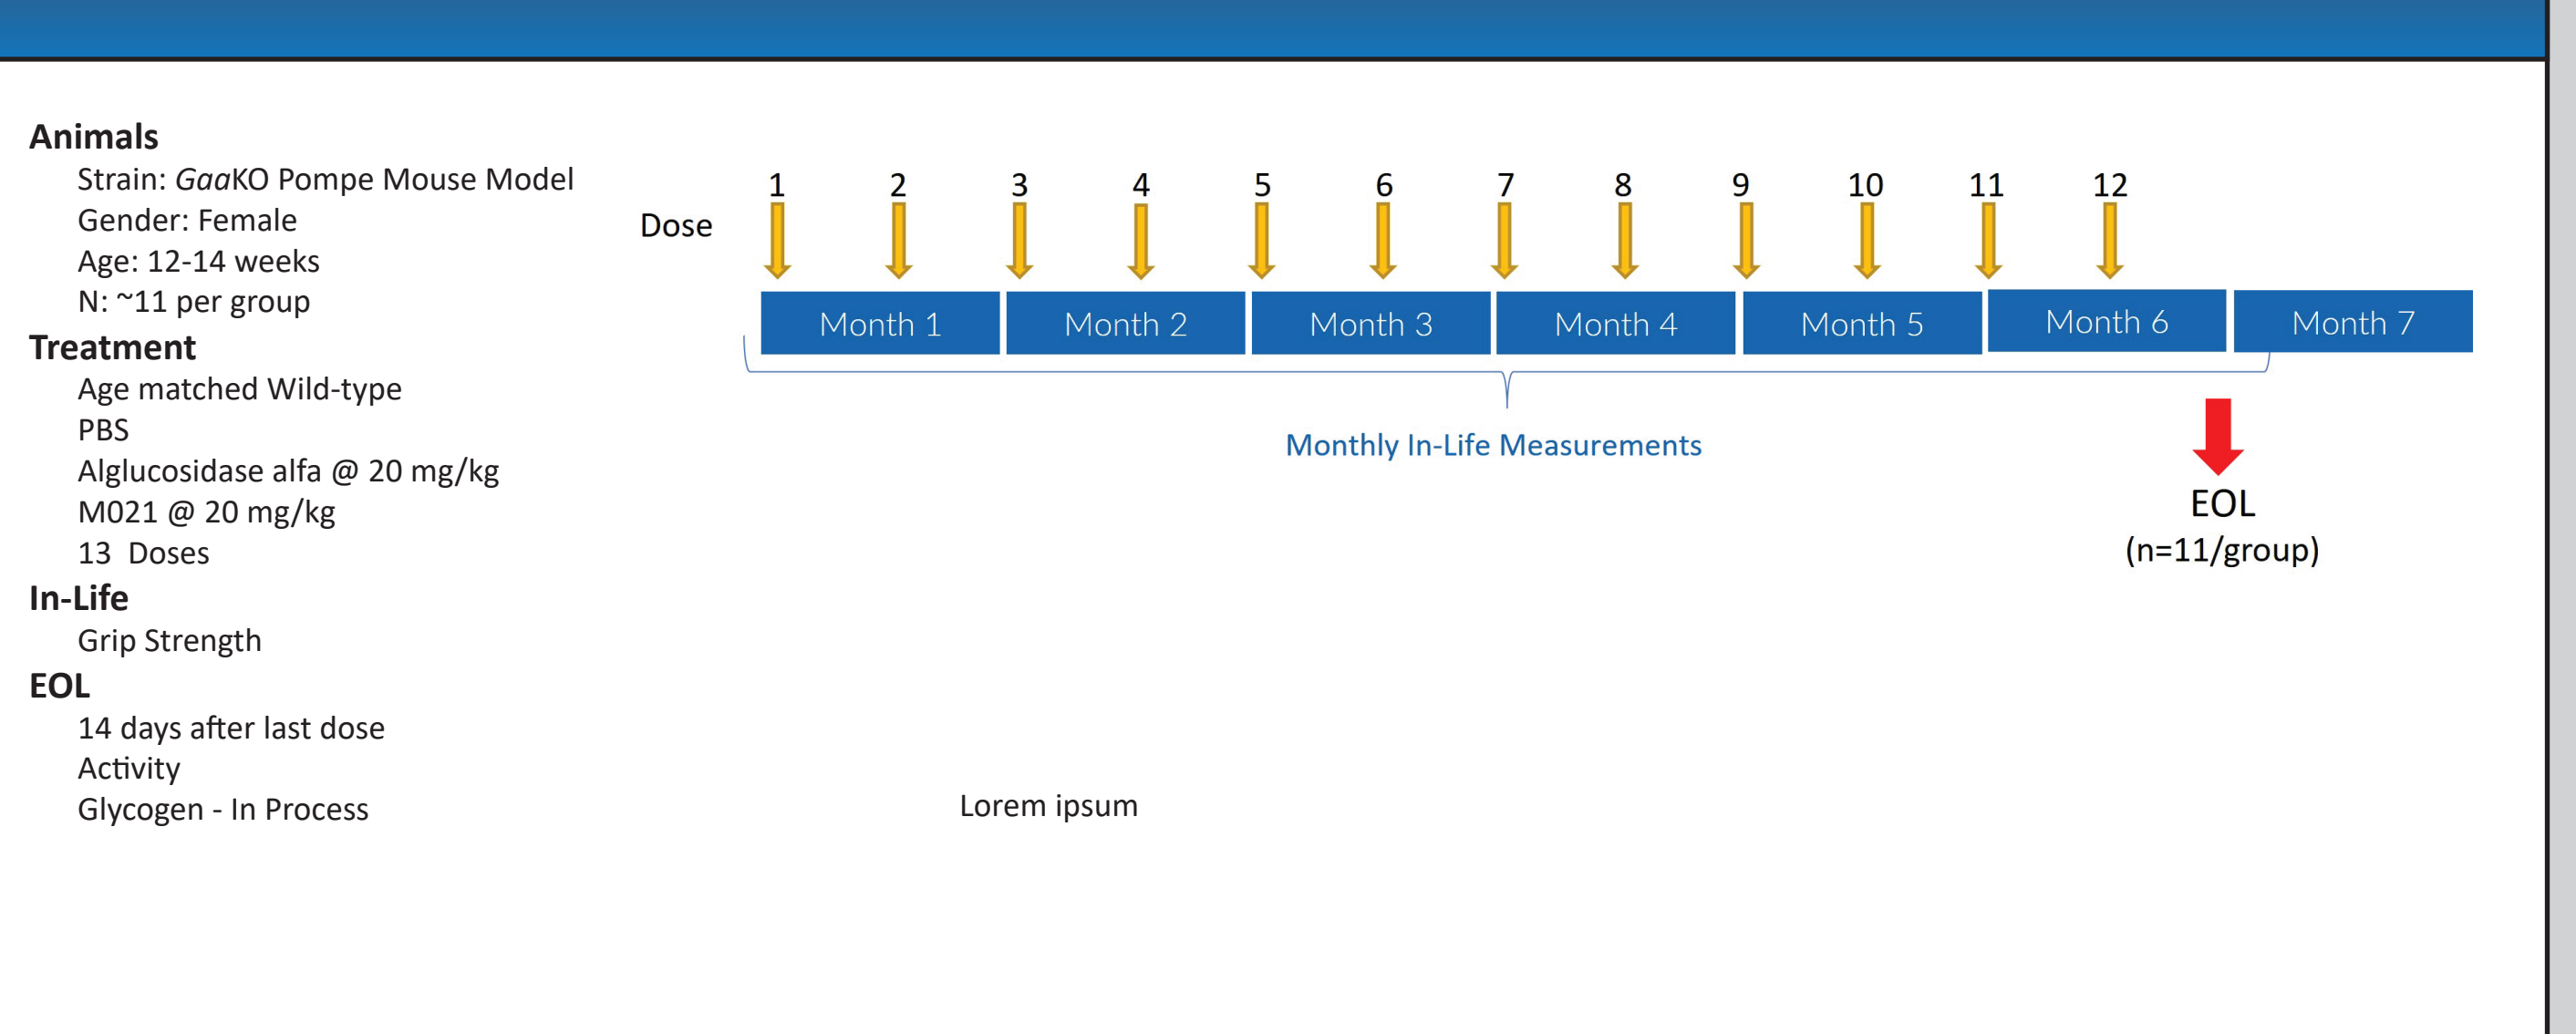 Animals
Strain: GaaKO Pompe Mouse Model
Gender: Female
Age: 12-14 weeks
N: ~11 per group
Treatment
Age matched Wild-type
PBS
Alglucosidase alfa @ 20 mg/kg
M021 @ 20 mg/kg
13 Doses
In-Life
Grip Strength
EOL
14 days after last dose
Activity
Glycogen - In Process
1 2 3 4 5 6 7 8 9 10 11 12
Dose
Month 1 Month 2 Month 3 Month 4 Month 5 Month 6 Month 7
Monthly In-Life Measurements
EOL
(n=11/group)
Lorem ipsum